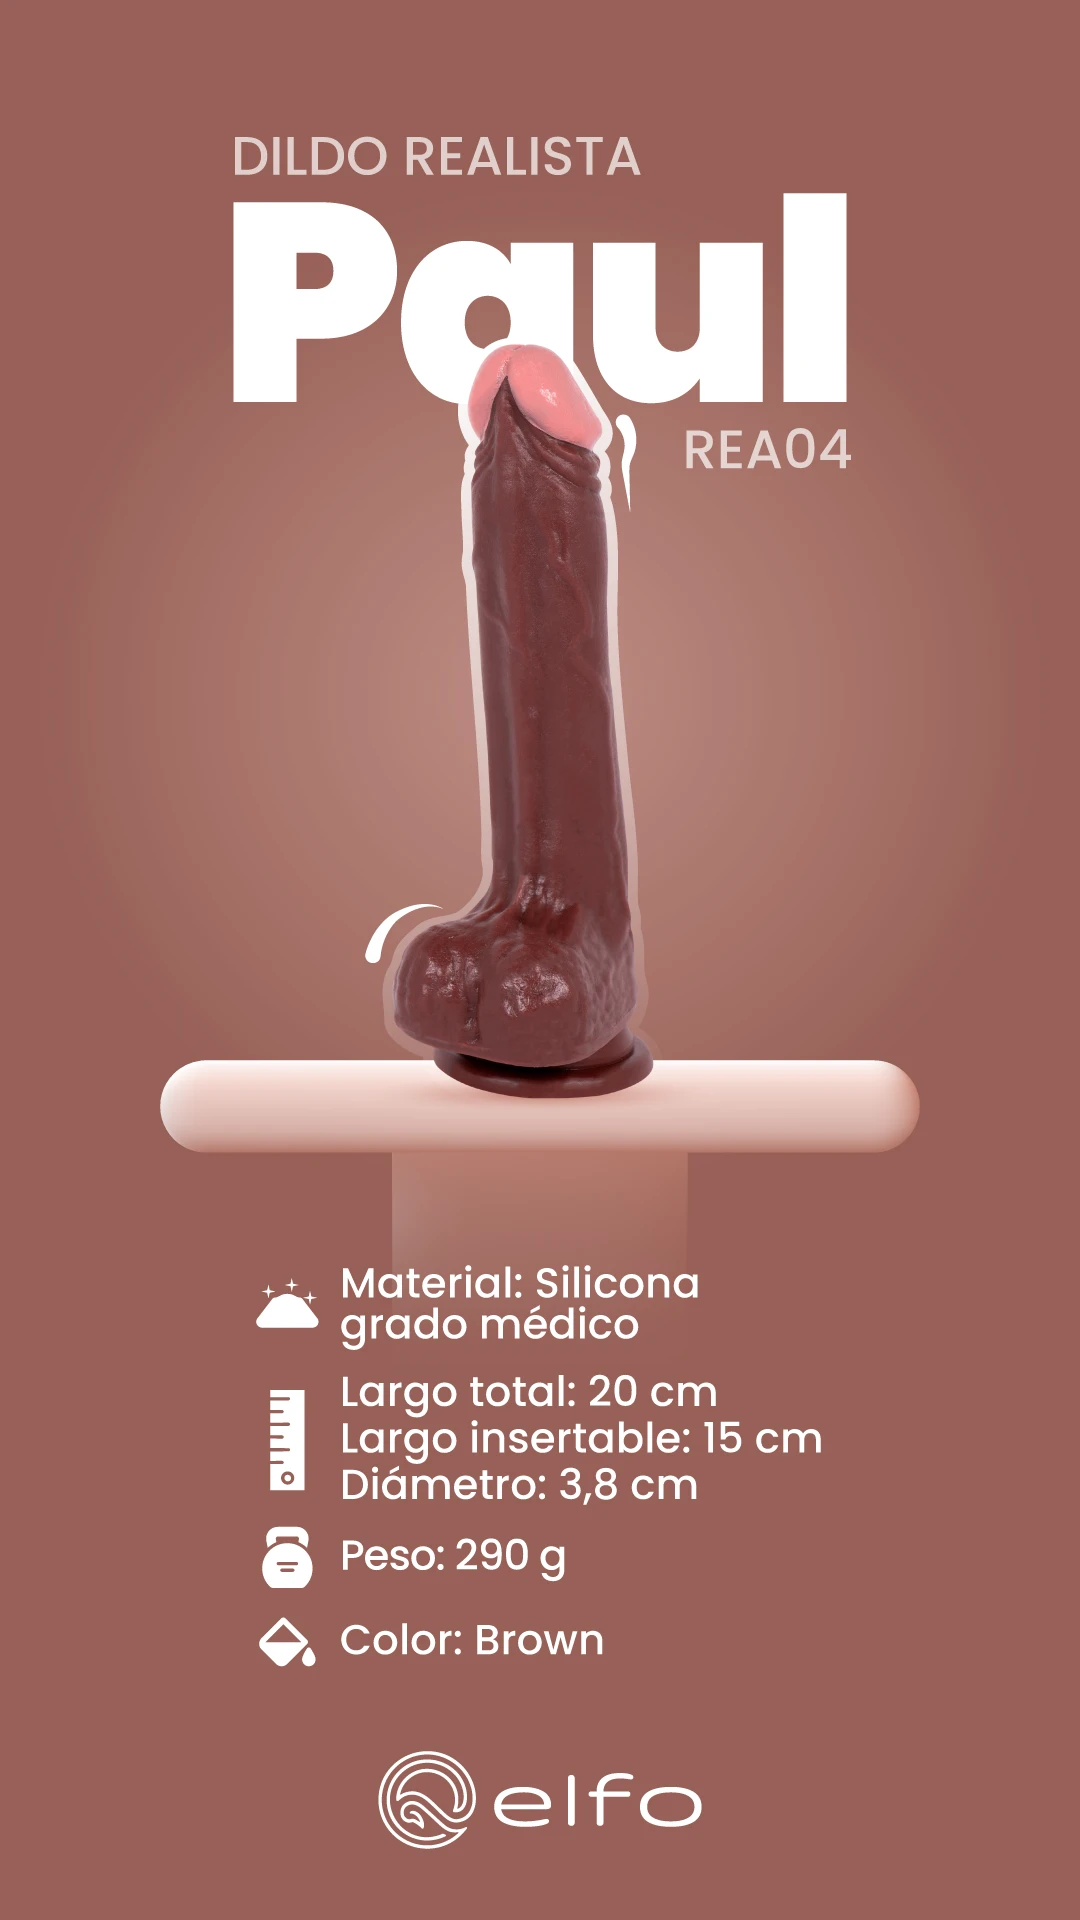 DILDO REALISTA
Paul
REA04
Material: Silicona
grado médico
Largo total: 20 cm
Largo insertable: 15 cm
Diámetro: 3,8 cm
Peso: 290 g
Color: Brown
elfo